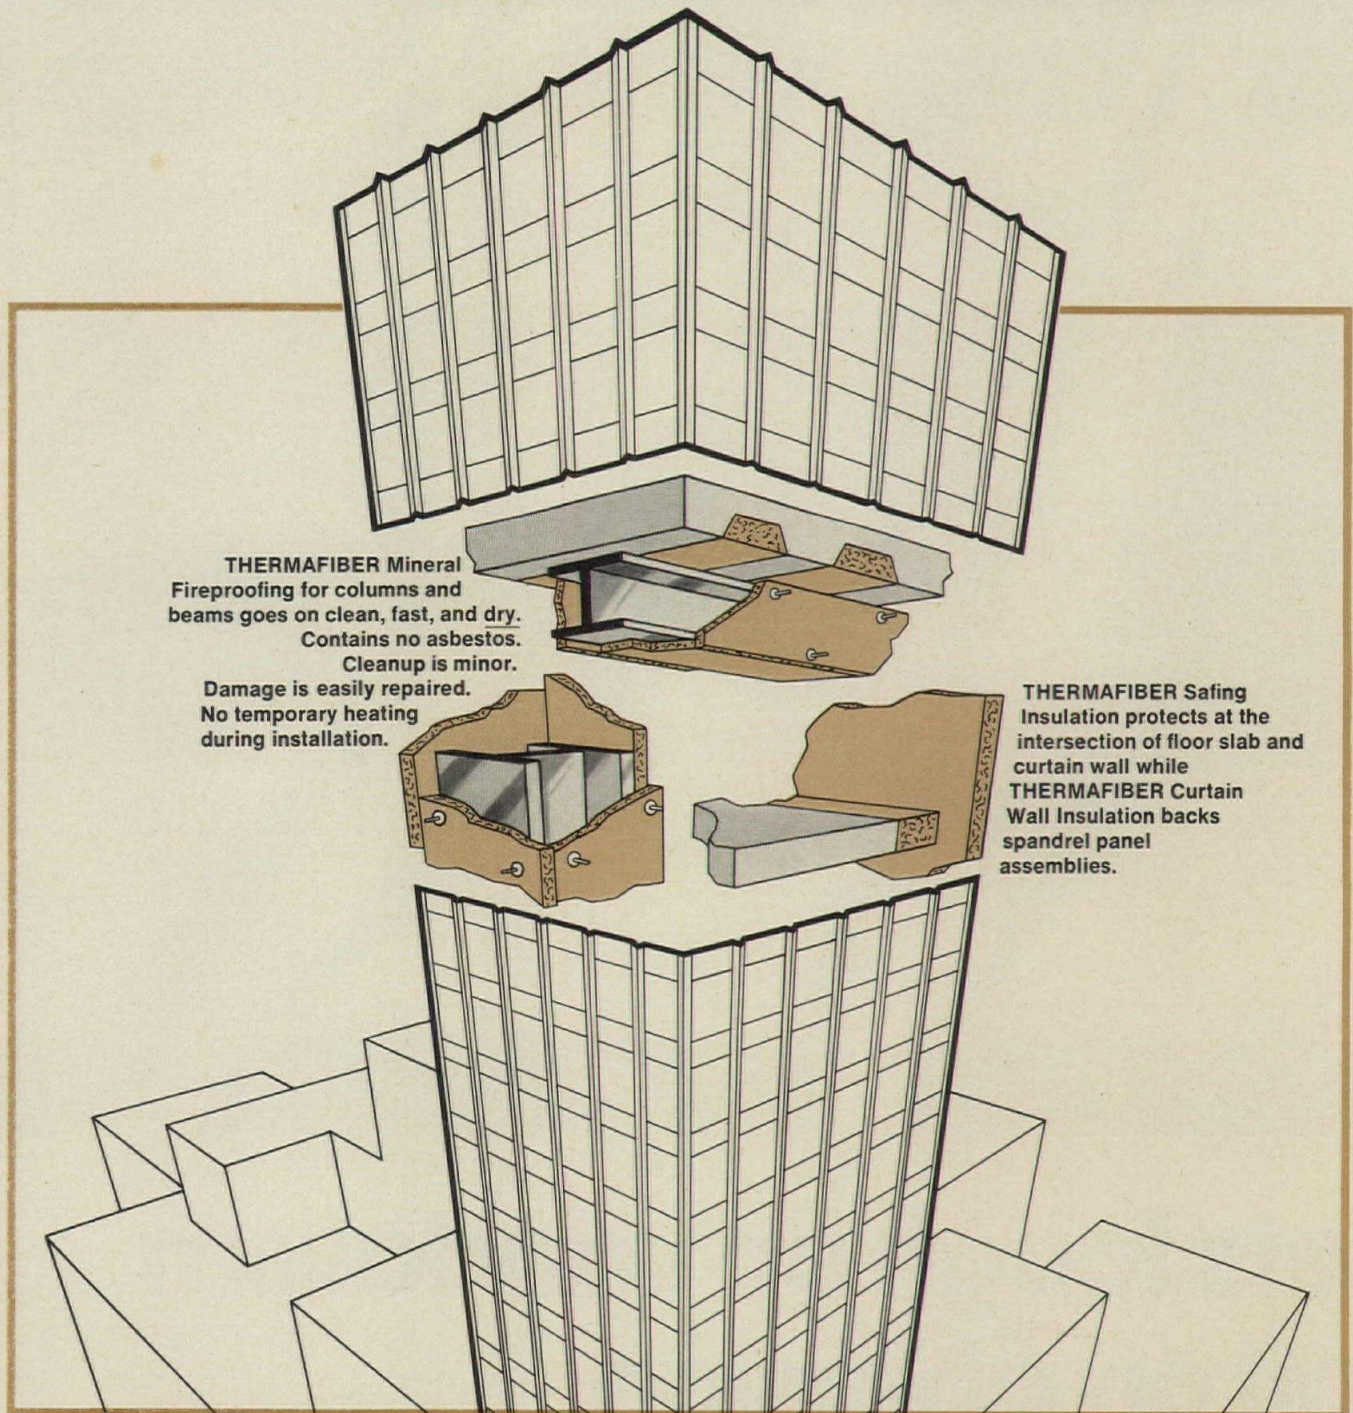 THERMAFIBER Mineral
Fireproofing for columns and
beams goes on clean, fast, and dry.
Contains no asbestos.
Cleanup is minor.
Damage is easily repaired.
No temporary heating
during installation.
THERMAFIBER Safing
Insulation protects at the
intersection of floor slab and
curtain wall while
THERMAFIBER Curtain
Wall Insulation backs
spandrel panel
assemblies.